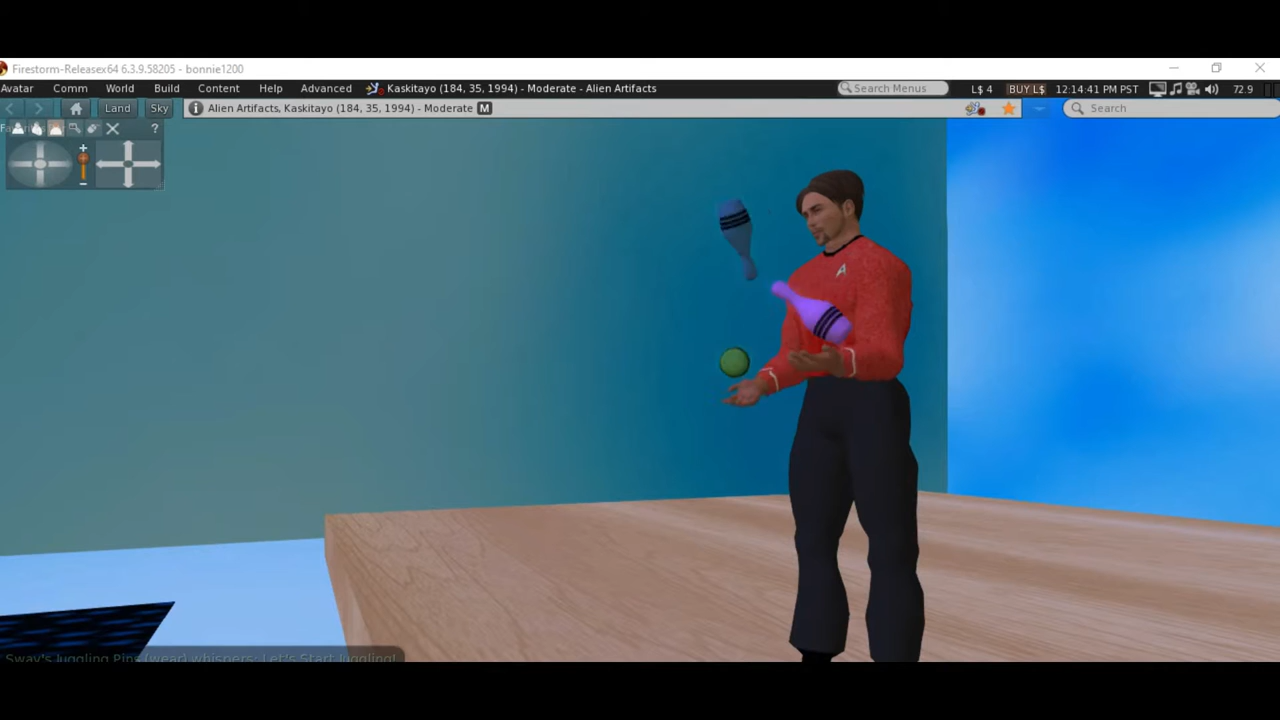 Firestorm-Releasex64 6.3.9.58205 - bonnie1200
Avatar Comm World Build Content Help Advanced Kaskitayo (184, 35, 1994) - Moderate - Alien Artifacts Search Menus L$ 4 BUY L$ 12:14:41 PM PST 72.9
Land Sky Alien Artifacts, Kaskitayo (184, 35, 1994) - Moderate M Search
?
Sway's Juggling Pins (wear) whispers: Let's Start Juggling!